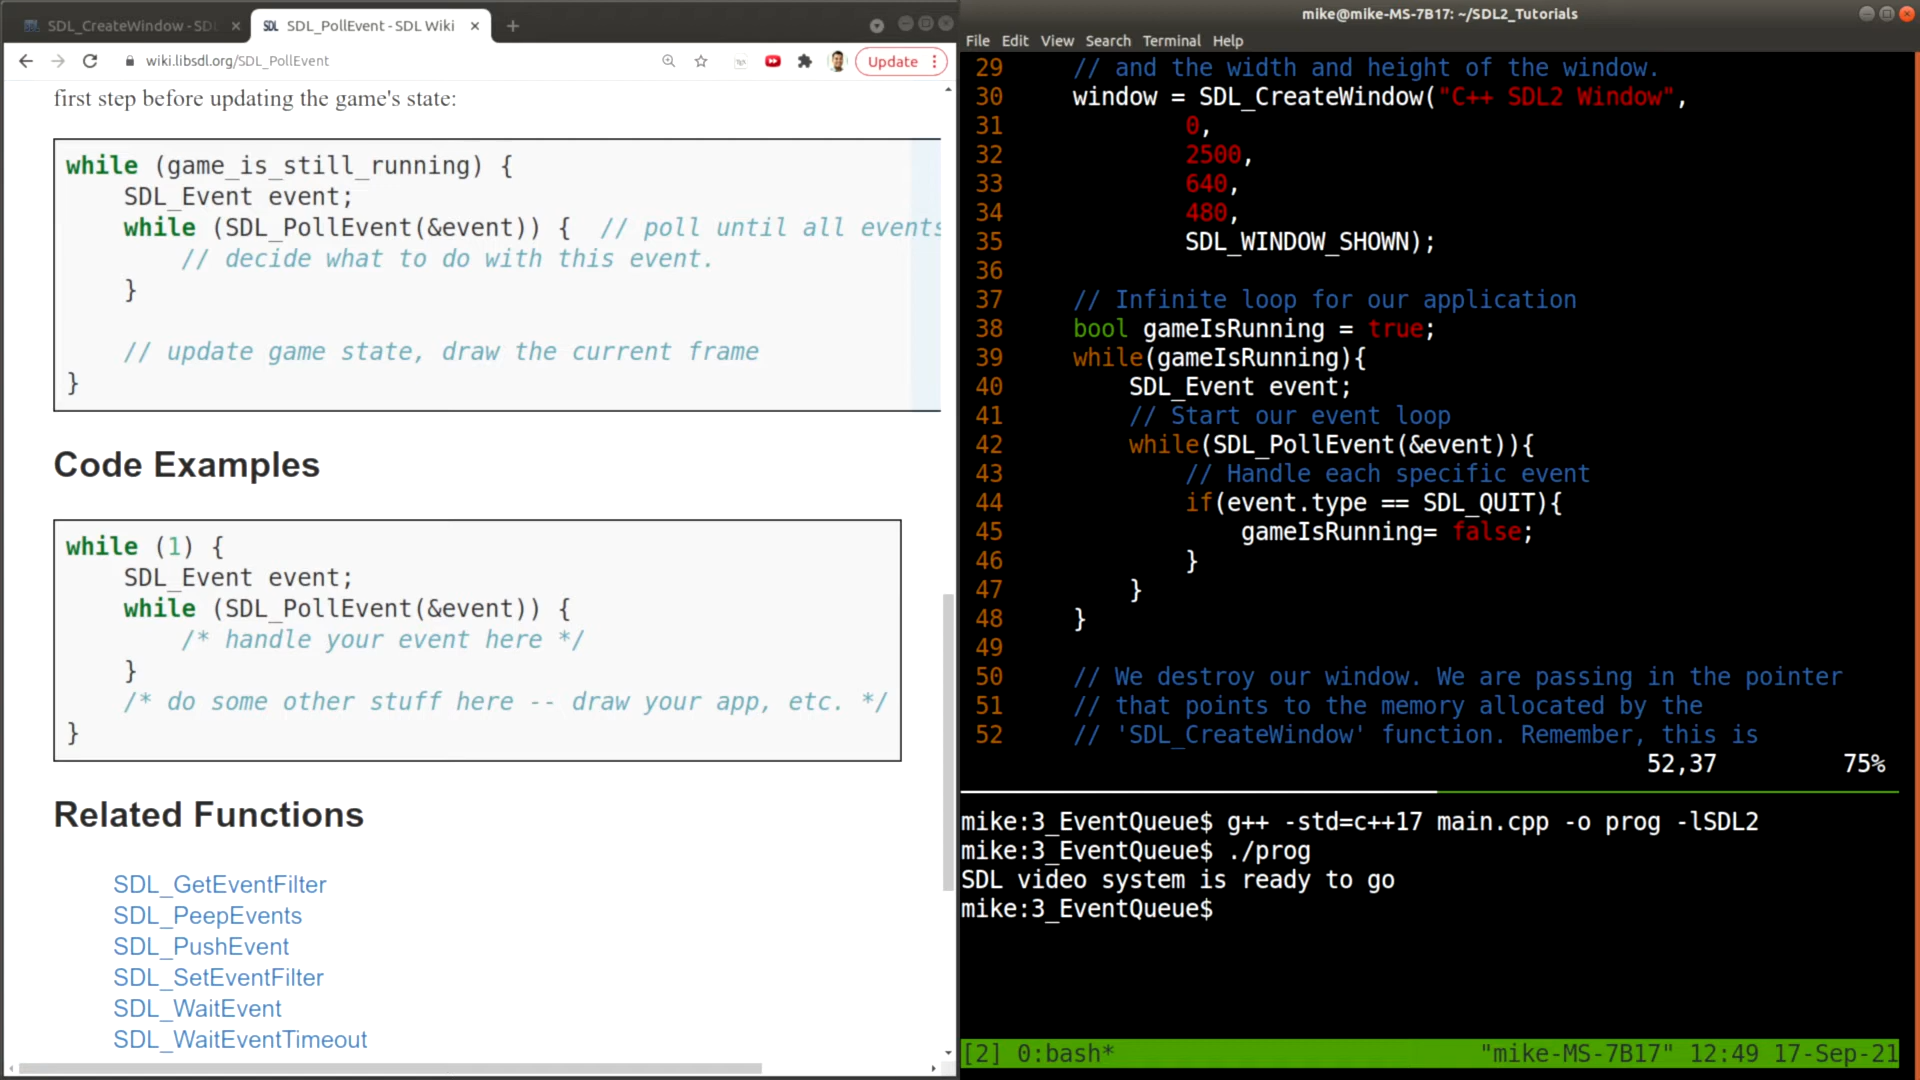 SDL_CreateWindow - SDL
SDL_PollEvent - SDL Wiki
wiki.libsdl.org/SDL_PollEvent
Update
first step before updating the game's state:
while (game_is_still_running) {
    SDL_Event event;
    while (SDL_PollEvent(&event)) {  // poll until all events
        // decide what to do with this event.
    }
    // update game state, draw the current frame
}
Code Examples
while (1) {
    SDL_Event event;
    while (SDL_PollEvent(&event)) {
        /* handle your event here */
    }
    /* do some other stuff here -- draw your app, etc. */
}
Related Functions
SDL_GetEventFilter
SDL_PeepEvents
SDL_PushEvent
SDL_SetEventFilter
SDL_WaitEvent
SDL_WaitEventTimeout
mike@mike-MS-7B17: ~/SDL2_Tutorials
File Edit View Search Terminal Help
29     // and the width and height of the window.
30     window = SDL_CreateWindow("C++ SDL2 Window",
31             0,
32             2500,
33             640,
34             480,
35             SDL_WINDOW_SHOWN);
36
37     // Infinite loop for our application
38     bool gameIsRunning = true;
39     while(gameIsRunning){
40         SDL_Event event;
41         // Start our event loop
42         while(SDL_PollEvent(&event)){
43             // Handle each specific event
44             if(event.type == SDL_QUIT){
45                 gameIsRunning= false;
46             }
47         }
48     }
49
50     // We destroy our window. We are passing in the pointer
51     // that points to the memory allocated by the
52     // 'SDL_CreateWindow' function. Remember, this is
52,37 75%
mike:3_EventQueue$ g++ -std=c++17 main.cpp -o prog -lSDL2
mike:3_EventQueue$ ./prog
SDL video system is ready to go
mike:3_EventQueue$
[2] 0:bash* "mike-MS-7B17" 12:49 17-Sep-21